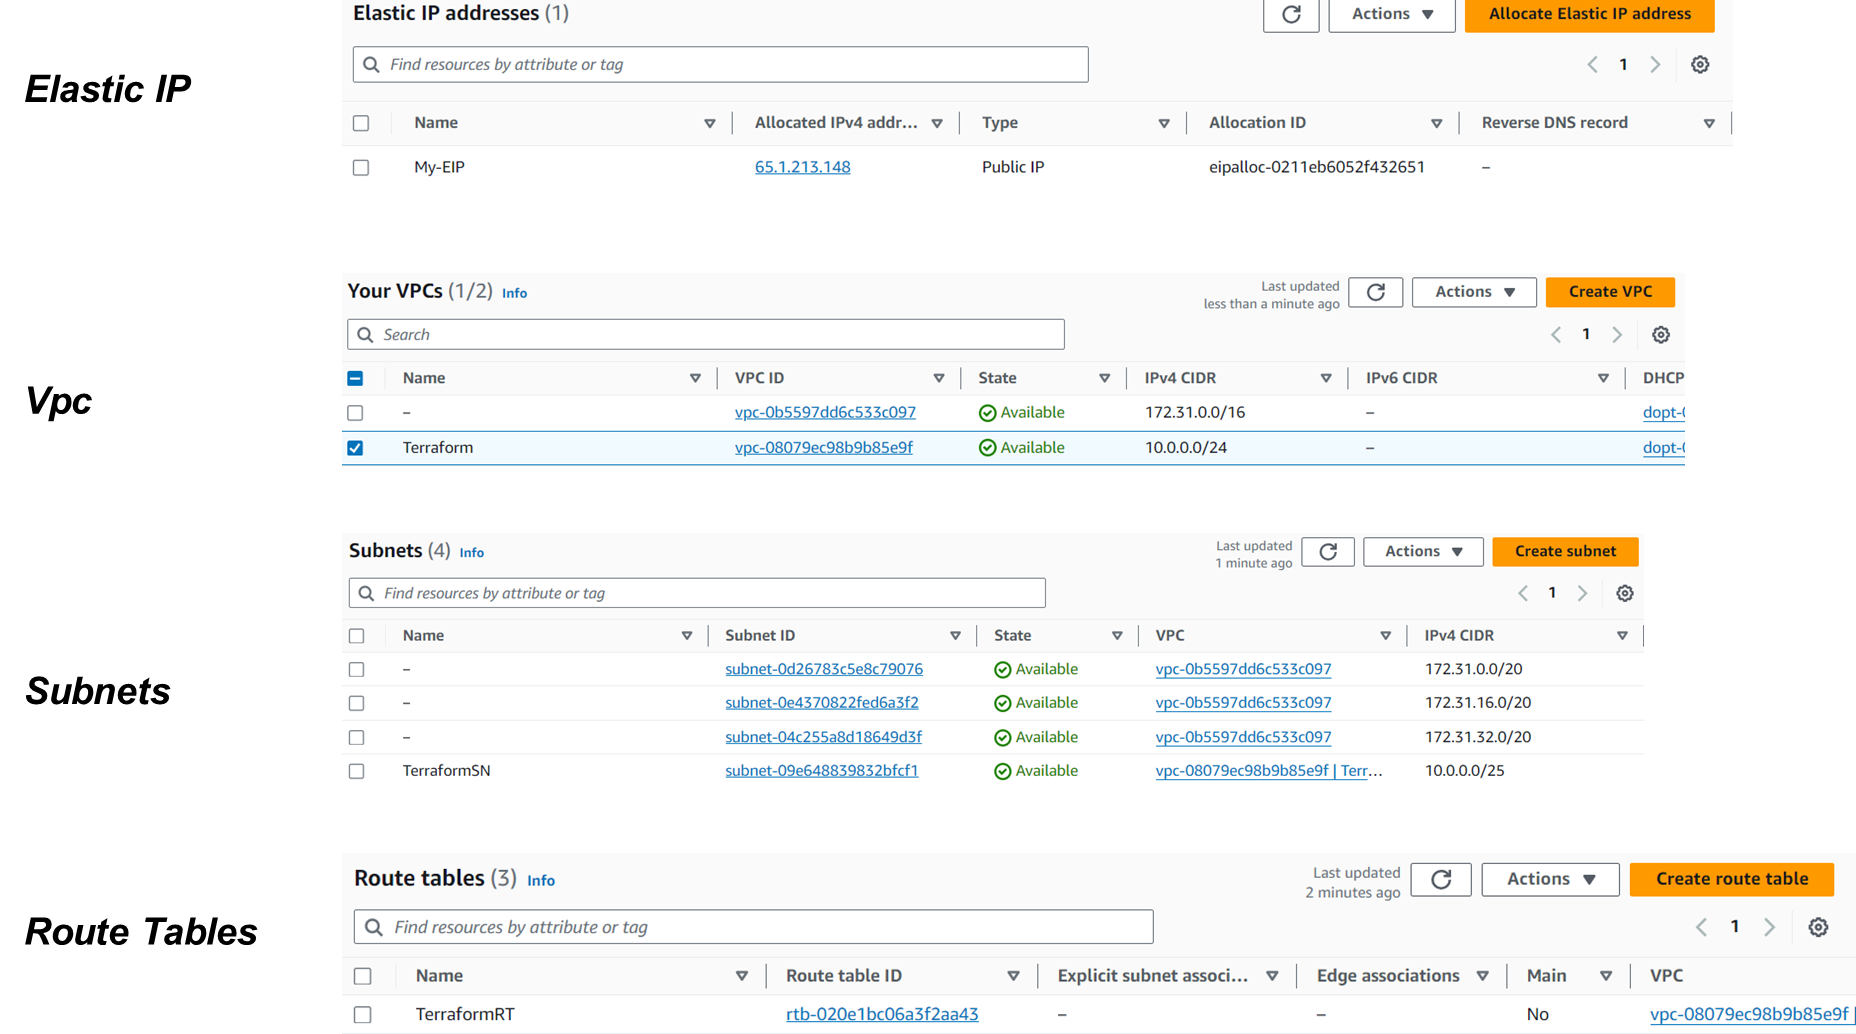 Elastic IP addresses (1)
Actions
Allocate Elastic IP address
Find resources by attribute or tag
1
Elastic IP
Name Allocated IPv4 addr... Type Allocation ID Reverse DNS record
My-EIP 65.1.213.148 Public IP eipalloc-0211eb6052f432651 –
Your VPCs (1/2) Info
Last updated
less than a minute ago
Actions
Create VPC
Search
1
Vpc
Name VPC ID State IPv4 CIDR IPv6 CIDR DHCP
– vpc-0b5597dd6c533c097 Available 172.31.0.0/16 – dopt-0
Terraform vpc-08079ec98b9b85e9f Available 10.0.0.0/24 – dopt-0
Subnets (4) Info
Last updated
1 minute ago
Actions
Create subnet
Find resources by attribute or tag
1
Subnets
Name Subnet ID State VPC IPv4 CIDR
– subnet-0d26783c5e8c79076 Available vpc-0b5597dd6c533c097 172.31.0.0/20
– subnet-0e4370822fed6a3f2 Available vpc-0b5597dd6c533c097 172.31.16.0/20
– subnet-04c255a8d18649d3f Available vpc-0b5597dd6c533c097 172.31.32.0/20
TerraformSN subnet-09e648839832bfcf1 Available vpc-08079ec98b9b85e9f | Terr... 10.0.0.0/25
Route tables (3) Info
Last updated
2 minutes ago
Actions
Create route table
Find resources by attribute or tag
1
Route Tables
Name Route table ID Explicit subnet associ... Edge associations Main VPC
TerraformRT rtb-020e1bc06a3f2aa43 – – No vpc-08079ec98b9b85e9f |